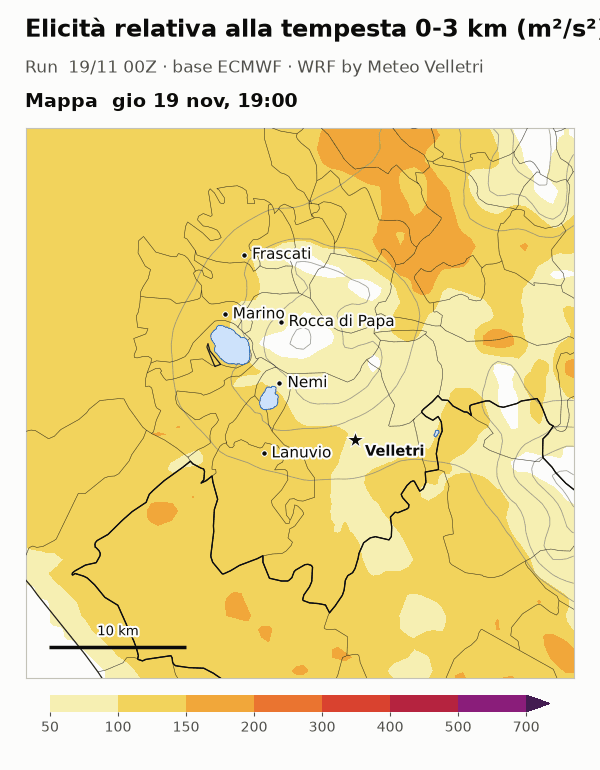 Elicità relativa alla tempesta 0-3 km (m²/s²)
Run 19/11 00Z · base ECMWF · WRF by Meteo Velletri
Mappa gio 19 nov, 19:00
Frascati
Marino
Rocca di Papa
Nemi
Velletri
Lanuvio
10 km
50 100 150 200 300 400 500 700